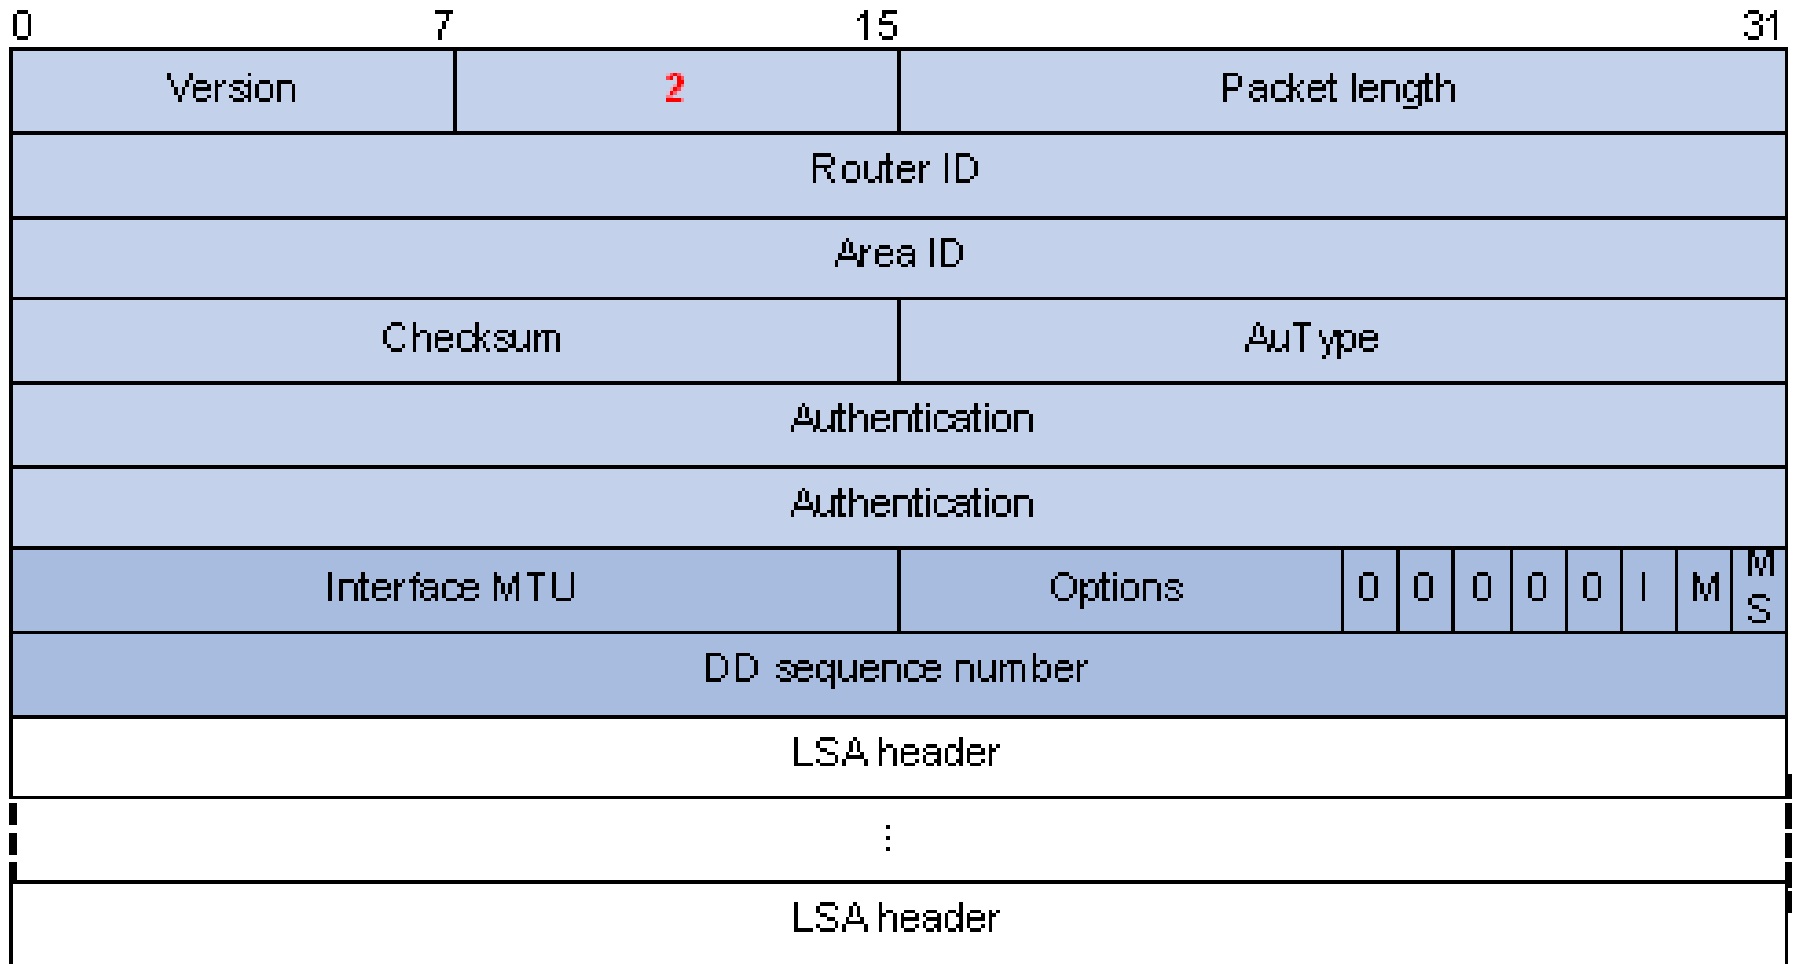 0 7 15 31
Version 2 Packet length
Router ID
Area ID
Checksum AuType
Authentication
Authentication
Interface MTU Options 0 0 0 0 0 I M MS
DD sequence number
LSA header
⋮
LSA header